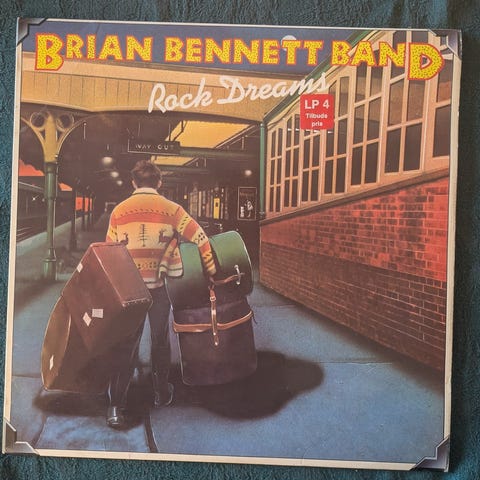 BRIAN BENNETT BAND
Rock Dreams
LP 4
Tilbuds
pris
WAY OUT